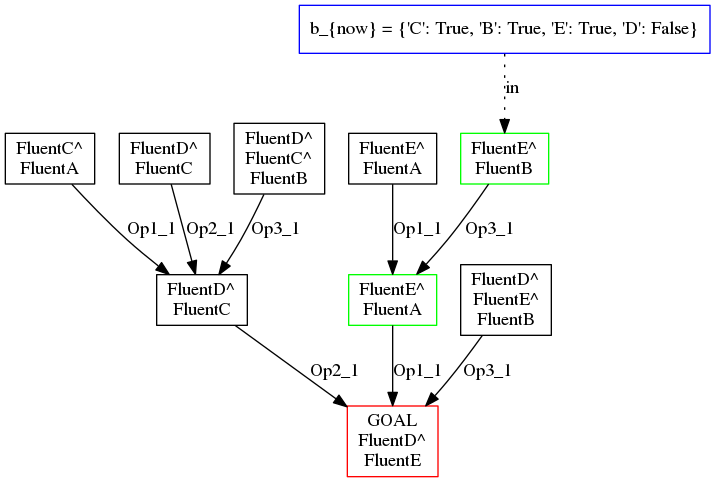 b_{now} = {'C': True, 'B': True, 'E': True, 'D': False}
in
FluentC^
FluentA
FluentD^
FluentC
FluentD^
FluentC^
FluentB
FluentE^
FluentA
FluentE^
FluentB
Op1_1
Op2_1
Op3_1
Op1_1
Op3_1
FluentD^
FluentC
FluentE^
FluentA
FluentD^
FluentE^
FluentB
Op2_1
Op1_1
Op3_1
GOAL
FluentD^
FluentE